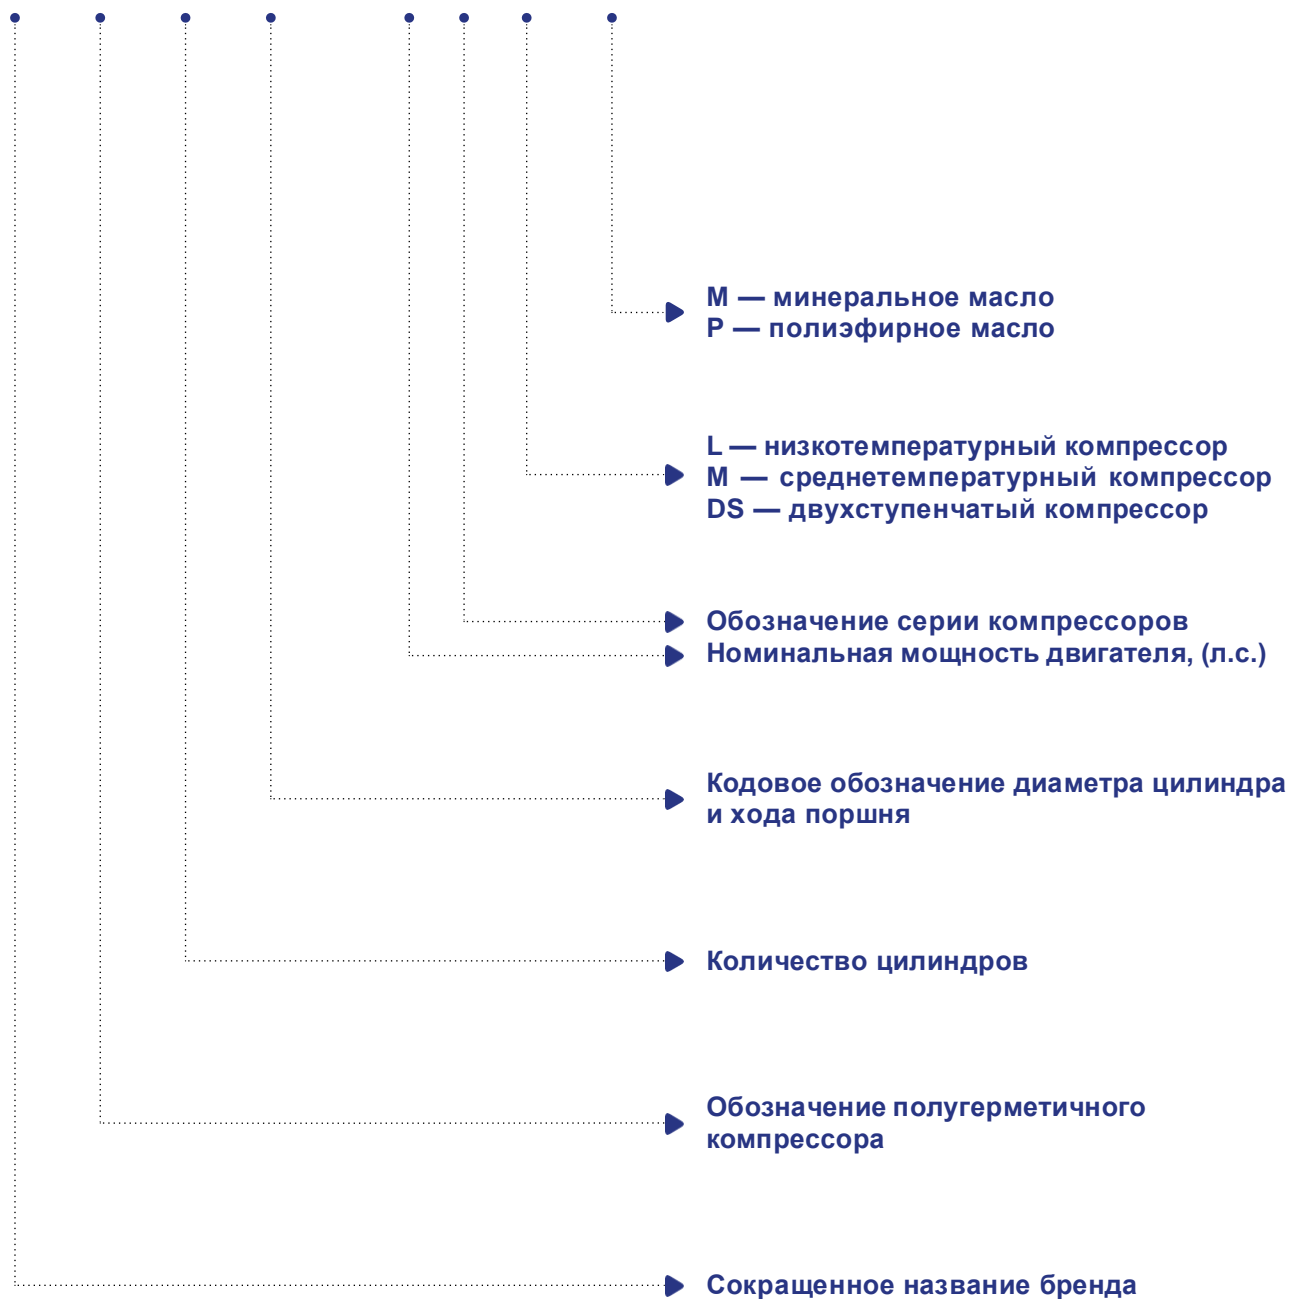 М — минеральное масло
Р — полиэфирное масло
L — низкотемпературный компрессор
М — среднетемпературный компрессор
DS — двухступенчатый компрессор
Обозначение серии компрессоров
Номинальная мощность двигателя, (л.с.)
Кодовое обозначение диаметра цилиндра
и хода поршня
Количество цилиндров
Обозначение полугерметичного
компрессора
Сокращенное название бренда